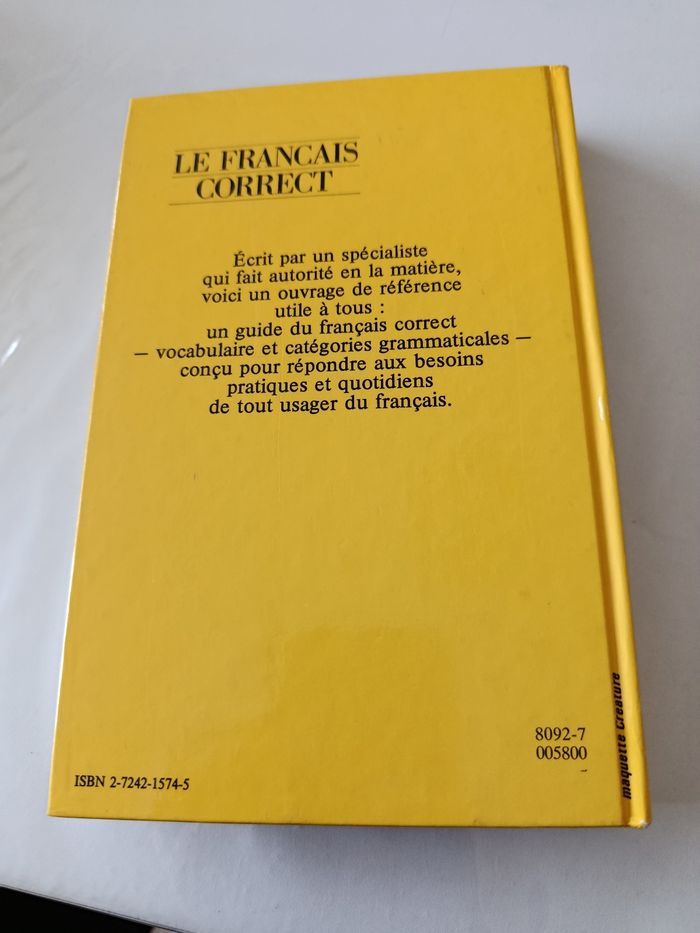 LE FRANCAIS
CORRECT
Écrit par un spécialiste
qui fait autorité en la matière,
voici un ouvrage de référence
utile à tous :
un guide du français correct
— vocabulaire et catégories grammaticales —
conçu pour répondre aux besoins
pratiques et quotidiens
de tout usager du français.
8092-7
005800
ISBN 2-7242-1574-5
maquette Creature